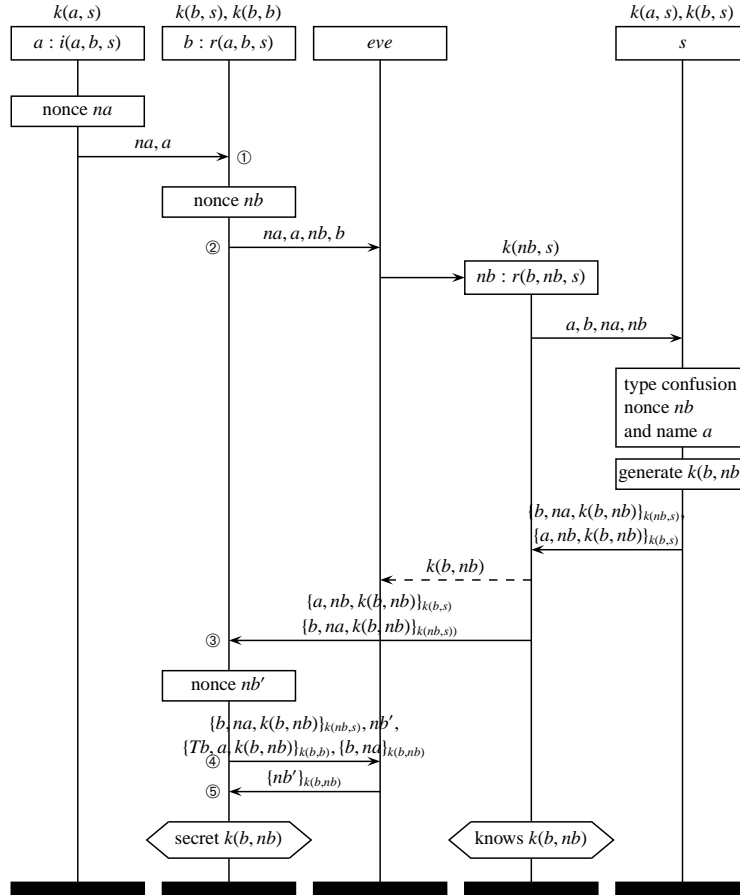 k(a, s)
k(b, s), k(b, b)
k(a, s), k(b, s)
a : i(a, b, s)
b : r(a, b, s)
eve
s
nonce na
na, a
①
nonce nb
②
na, a, nb, b
k(nb, s)
nb : r(b, nb, s)
a, b, na, nb
type confusion
nonce nb
and name a
generate k(b, nb
{b, na, k(b, nb)}k(nb,s),
{a, nb, k(b, nb)}k(b,s)
k(b, nb)
{a, nb, k(b, nb)}k(b,s)
{b, na, k(b, nb)}k(nb,s))
③
nonce nb′
{b, na, k(b, nb)}k(nb,s), nb′,
{Tb, a, k(b, nb)}k(b,b), {b, na}k(b,nb)
④
{nb′}k(b,nb)
⑤
secret k(b, nb)
knows k(b, nb)